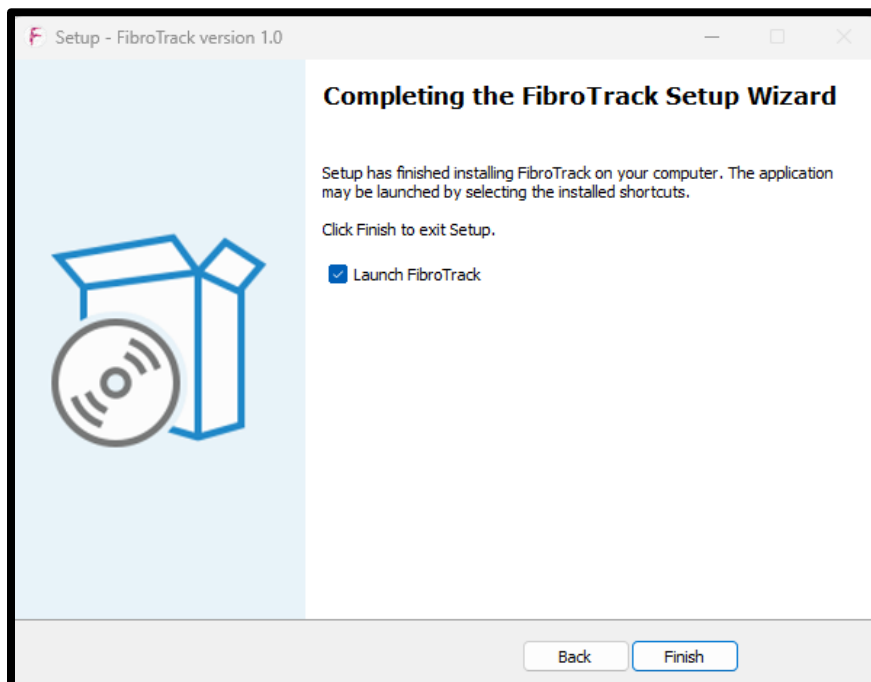 Setup - FibroTrack version 1.0
Completing the FibroTrack Setup Wizard
Setup has finished installing FibroTrack on your computer. The application
may be launched by selecting the installed shortcuts.
Click Finish to exit Setup.
Launch FibroTrack
Back
Finish